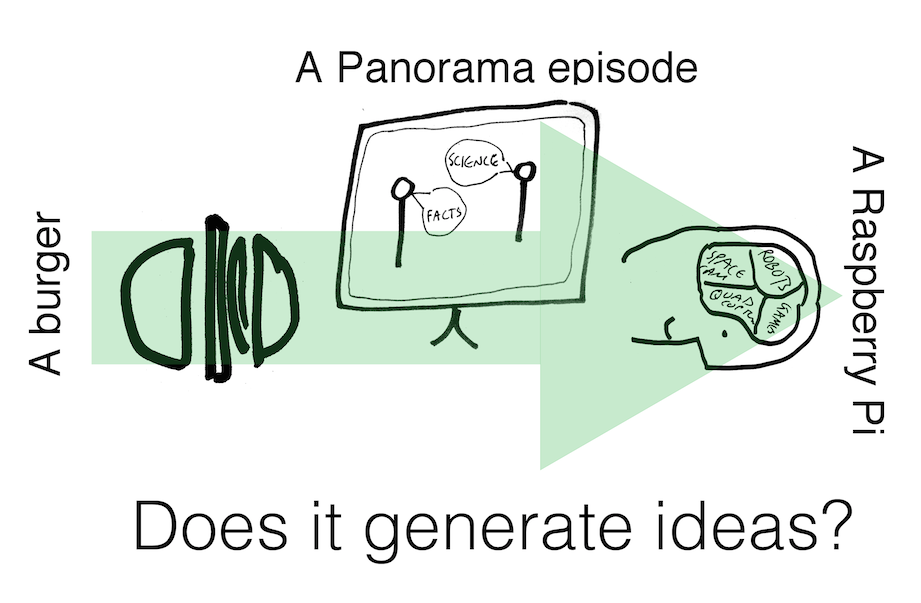 A Panorama episode
A burger
SCIENCE
FACTS
SPACE
CAM
ROBOTS
QUAD
COPTER
GAMES
A Raspberry Pi
Does it generate ideas?